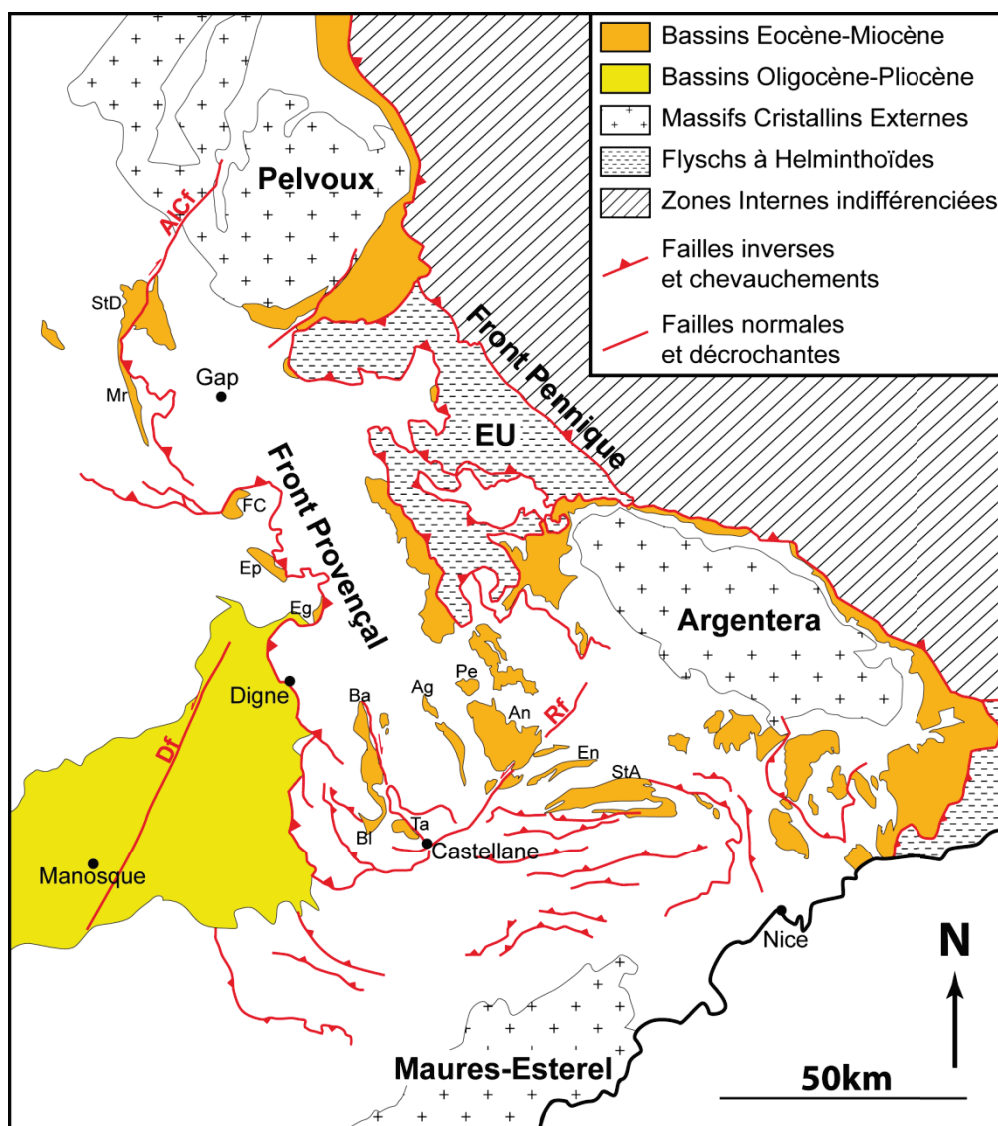 Bassins Eocène-Miocène
Bassins Oligocène-Pliocène
Massifs Cristallins Externes
Flyschs à Helminthoïdes
Zones Internes indifférenciées
Failles inverses
et chevauchements
Failles normales
et décrochantes
Pelvoux
AlCf
StD
Mr
Gap
Front Pennique
EU
Front Provençal
FC
Ep
Eg
Argentera
Digne
Df
Ba
Ag
Pe
An
Rf
En
StA
Bl
Ta
Castellane
Manosque
Nice
N
Maures-Esterel
50km